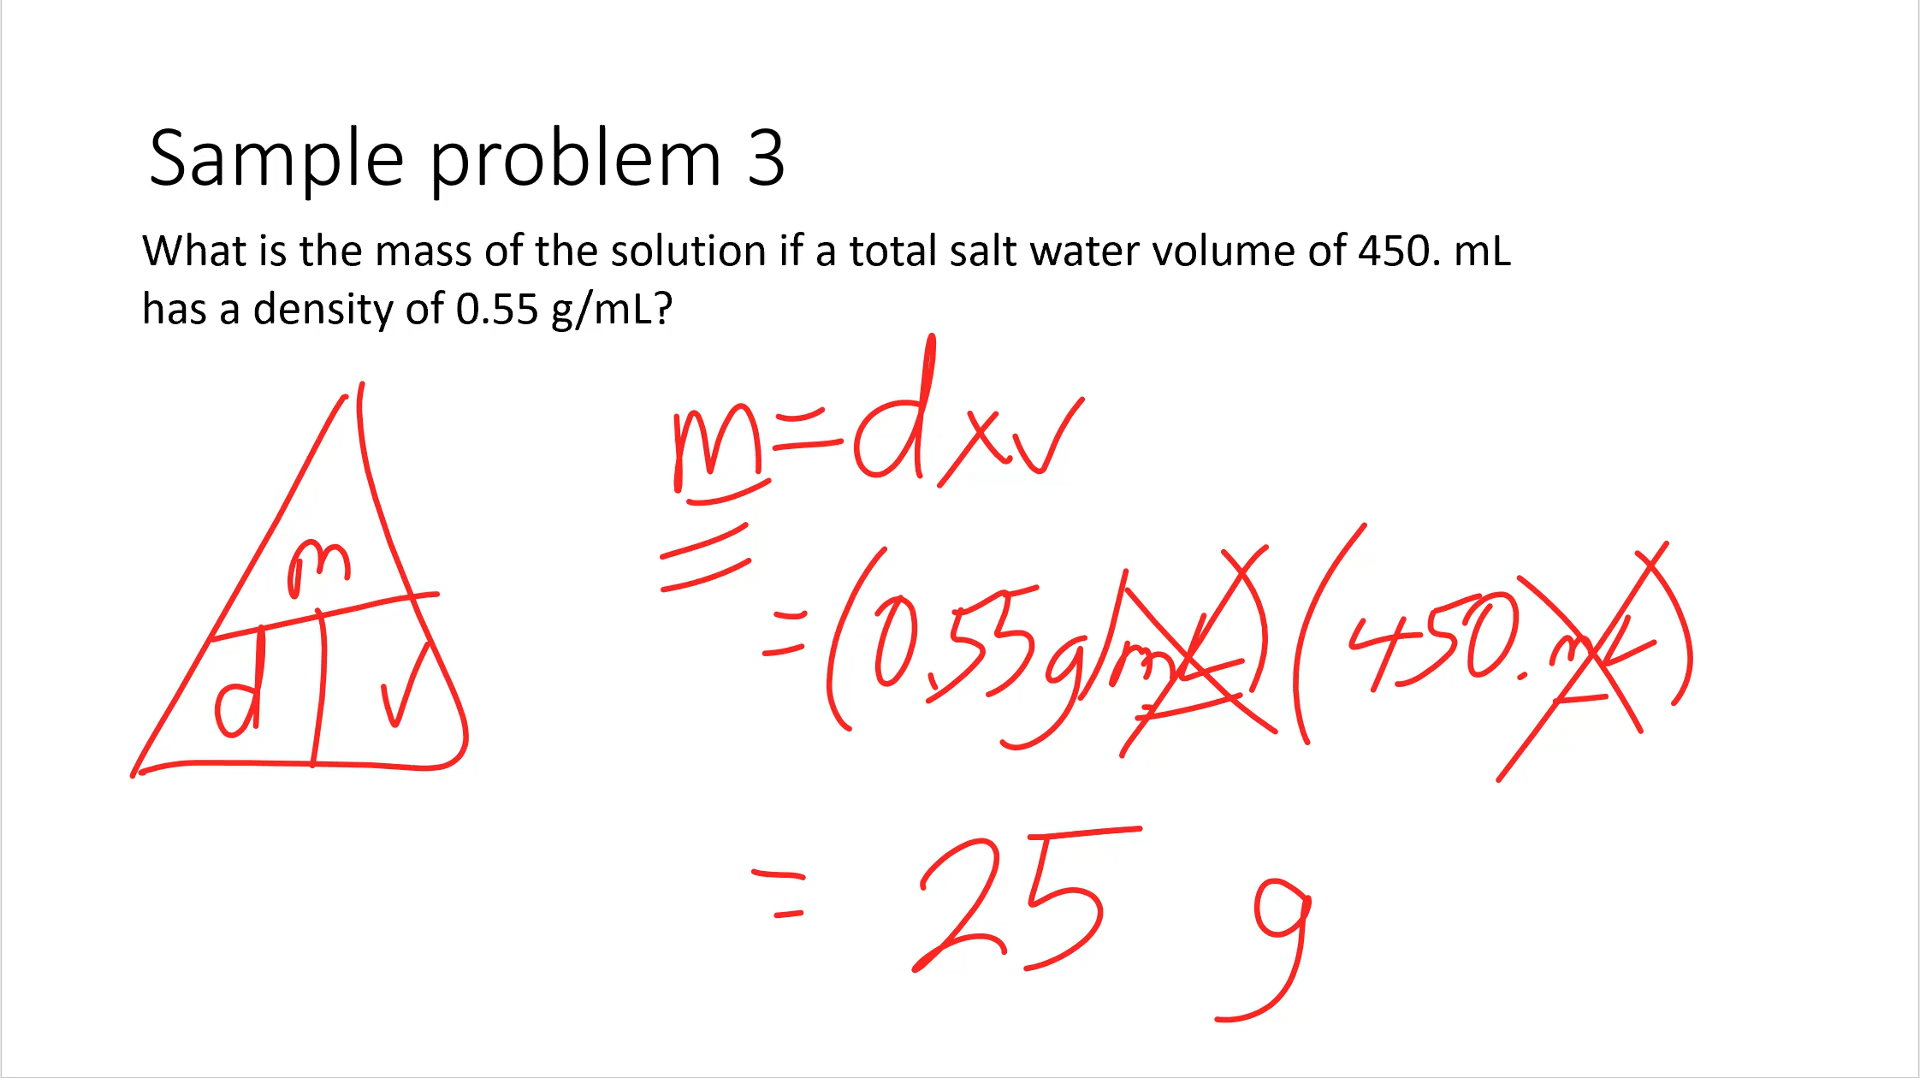 Sample problem 3
What is the mass of the solution if a total salt water volume of 450. mL
has a density of 0.55 g/mL?
m=dxv
m
d v
=(0.55g/mL)(450.mL)
= 25 g